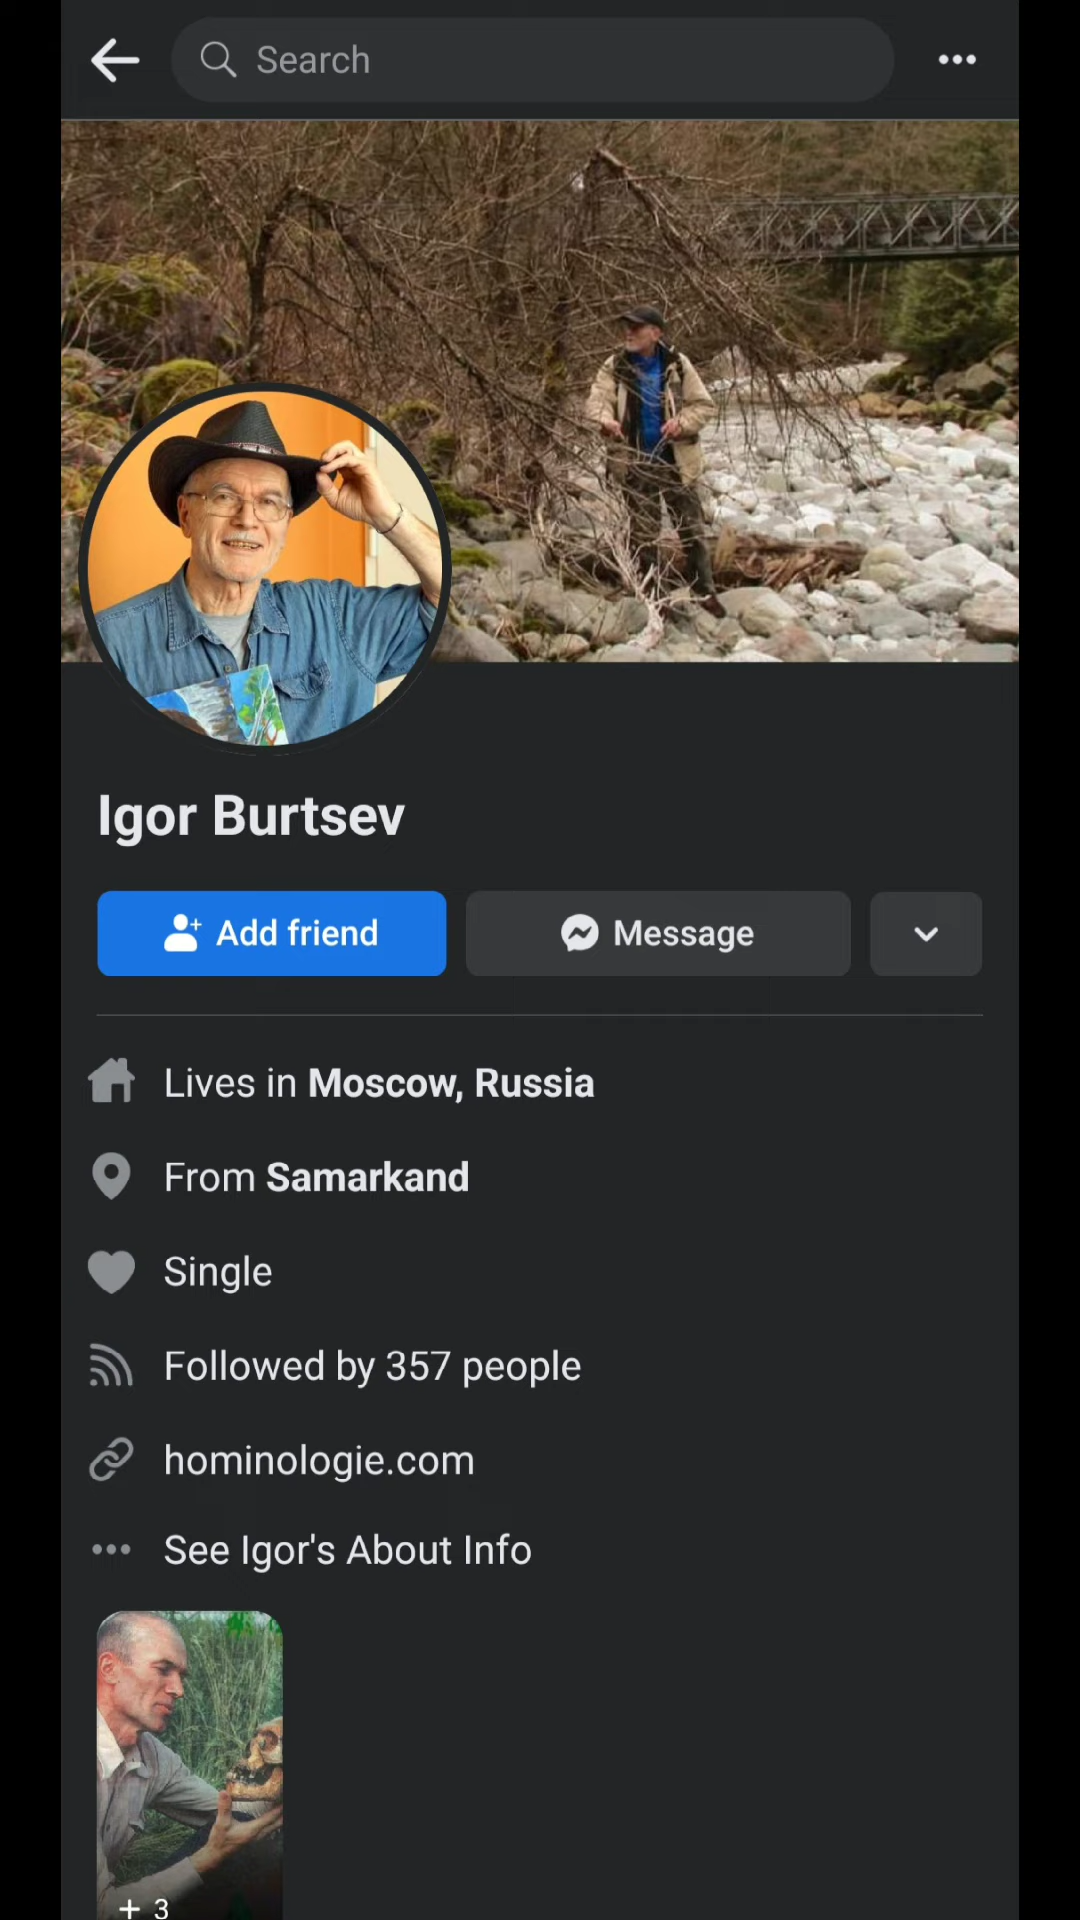 Search
Igor Burtsev
Add friend
Message
Lives in Moscow, Russia
From Samarkand
Single
Followed by 357 people
hominologie.com
See Igor's About Info
+ 3